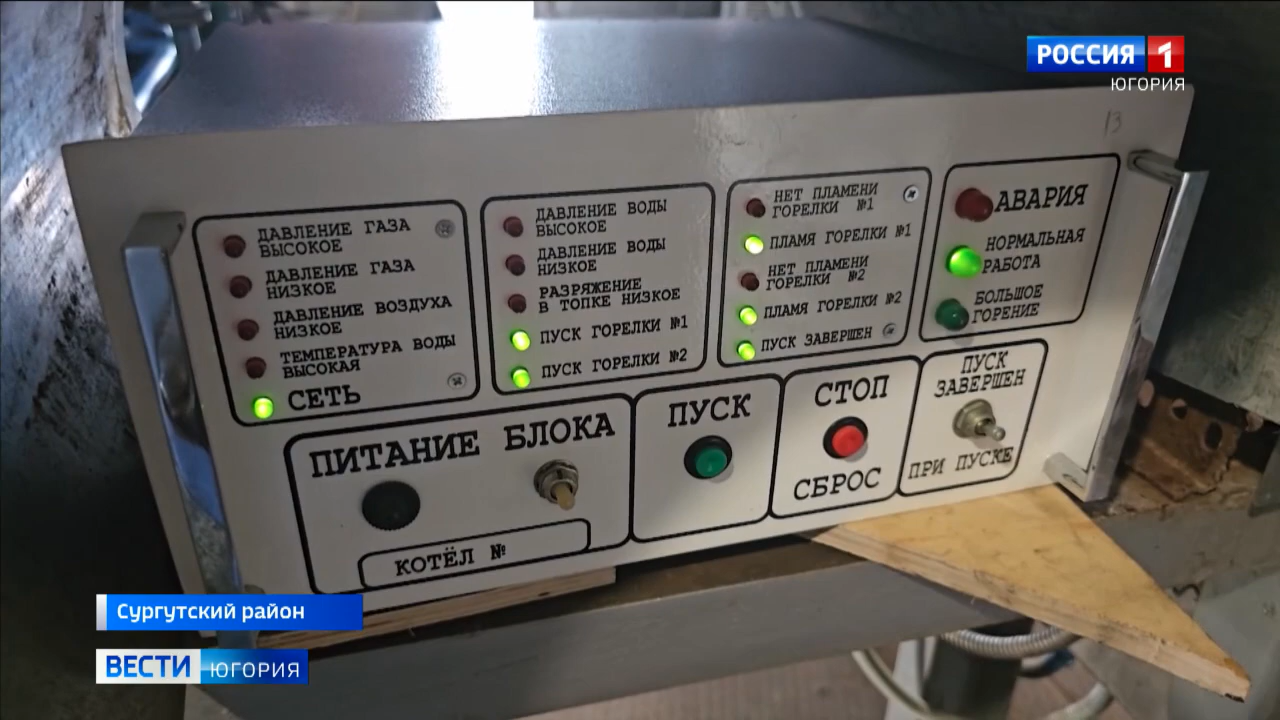 РОССИЯ 1
ЮГОРИЯ
13
ДАВЛЕНИЕ ГАЗА
ВЫСОКОЕ
ДАВЛЕНИЕ ГАЗА
НИЗКОЕ
ДАВЛЕНИЕ ВОЗДУХА
НИЗКОЕ
ТЕМПЕРАТУРА ВОДЫ
ВЫСОКАЯ
СЕТЬ
ДАВЛЕНИЕ ВОДЫ
ВЫСОКОЕ
ДАВЛЕНИЕ ВОДЫ
НИЗКОЕ
РАЗРЯЖЕНИЕ
В ТОПКЕ НИЗКОЕ
ПУСК ГОРЕЛКИ №1
ПУСК ГОРЕЛКИ №2
НЕТ ПЛАМЕНИ
ГОРЕЛКИ №1
ПЛАМЯ ГОРЕЛКИ №1
НЕТ ПЛАМЕНИ
ГОРЕЛКИ №2
ПЛАМЯ ГОРЕЛКИ №2
ПУСК ЗАВЕРШЕН
АВАРИЯ
НОРМАЛЬНАЯ
РАБОТА
БОЛЬШОЕ
ГОРЕНИЕ
ПИТАНИЕ БЛОКА
КОТЁЛ №
ПУСК
СТОП
СБРОС
ПУСК
ЗАВЕРШЕН
ПРИ ПУСКЕ
Сургутский район
ВЕСТИ ЮГОРИЯ